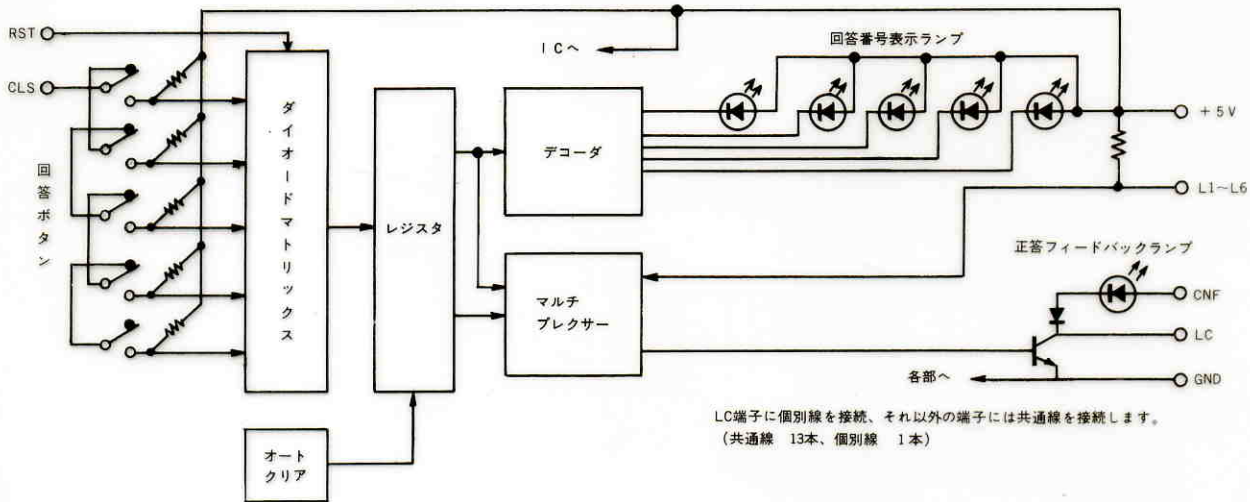 RST
CLS
ICへ
回答番号表示ランプ
+5V
L1~L6
回答ボタン
ダイオードマトリックス
レジスタ
デコーダ
マルチ
プレクサー
正答フィードバックランプ
CNF
LC
GND
各部へ
オート
クリア
LC端子に個別線を接続、それ以外の端子には共通線を接続します。
(共通線 13本、個別線 1本)